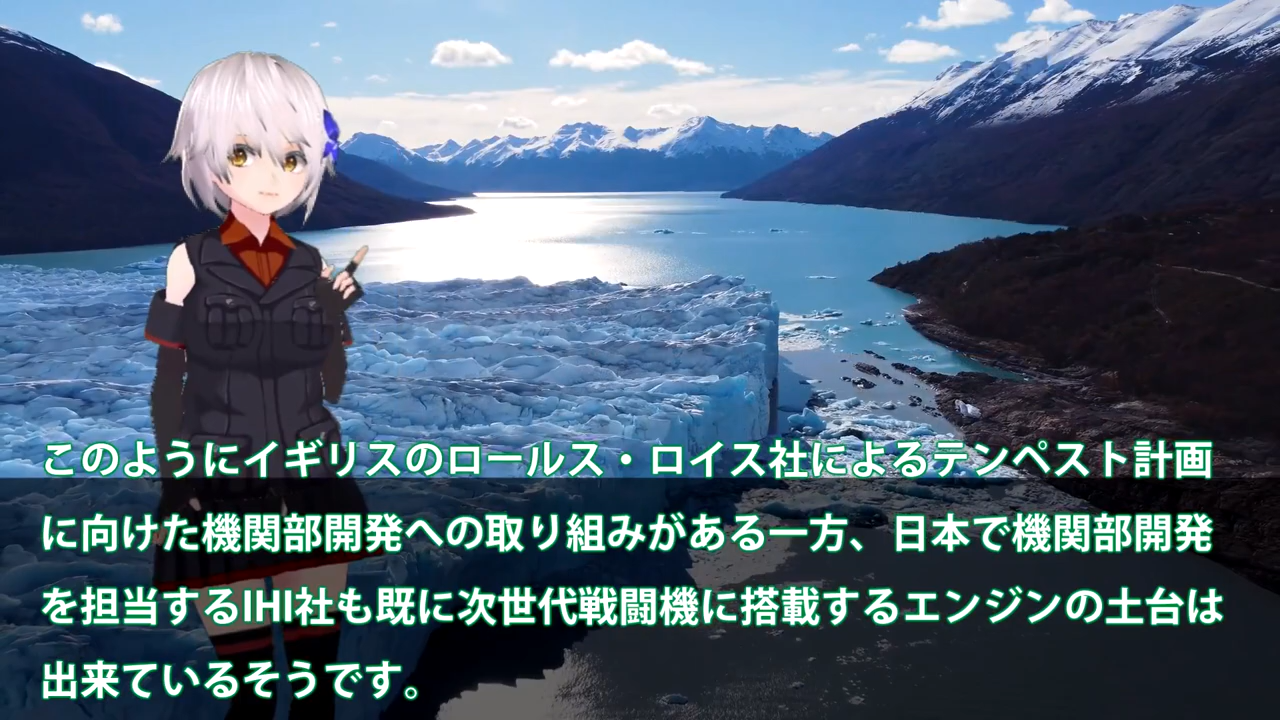 このようにイギリスのロールス・ロイス社によるテンペスト計画
に向けた機関部開発への取り組みがある一方、日本で機関部開発
を担当するIHI社も既に次世代戦闘機に搭載するエンジンの土台は
出来ているそうです。